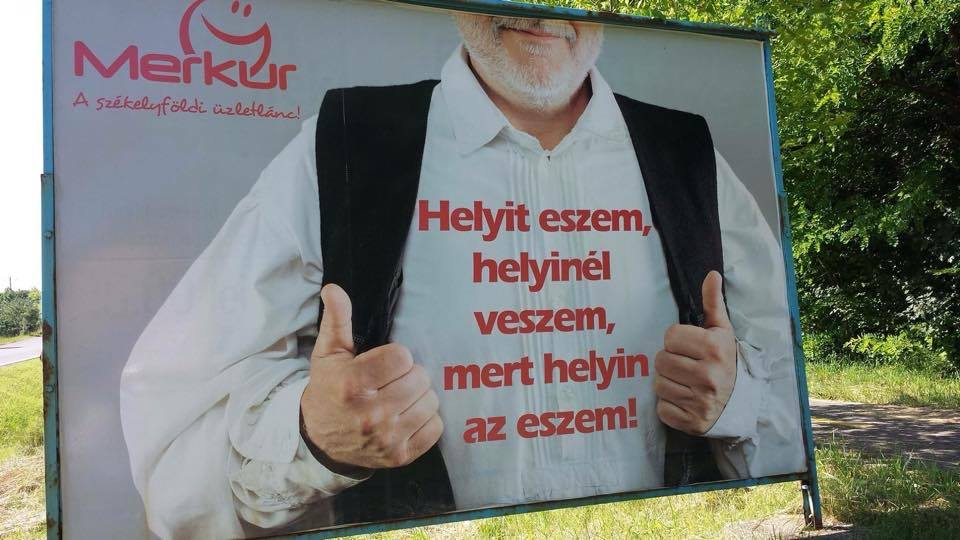 Merkur
A székelyföldi üzletlánc!
Helyit eszem,
helyinél
veszem,
mert helyin
az eszem!